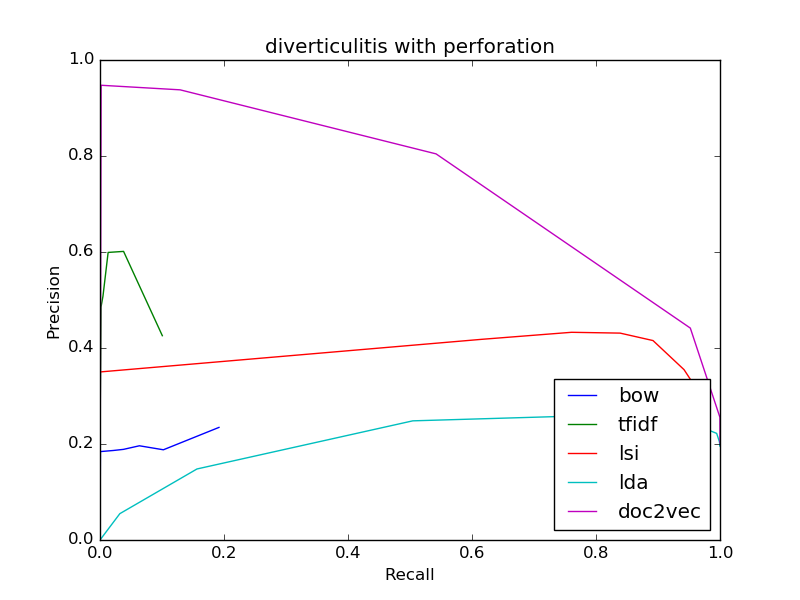 diverticulitis with perforation
1.0
0.8
0.6
0.4
0.2
0.0
Precision
0.0 0.2 0.4 0.6 0.8 1.0
Recall
bow
tfidf
lsi
lda
doc2vec